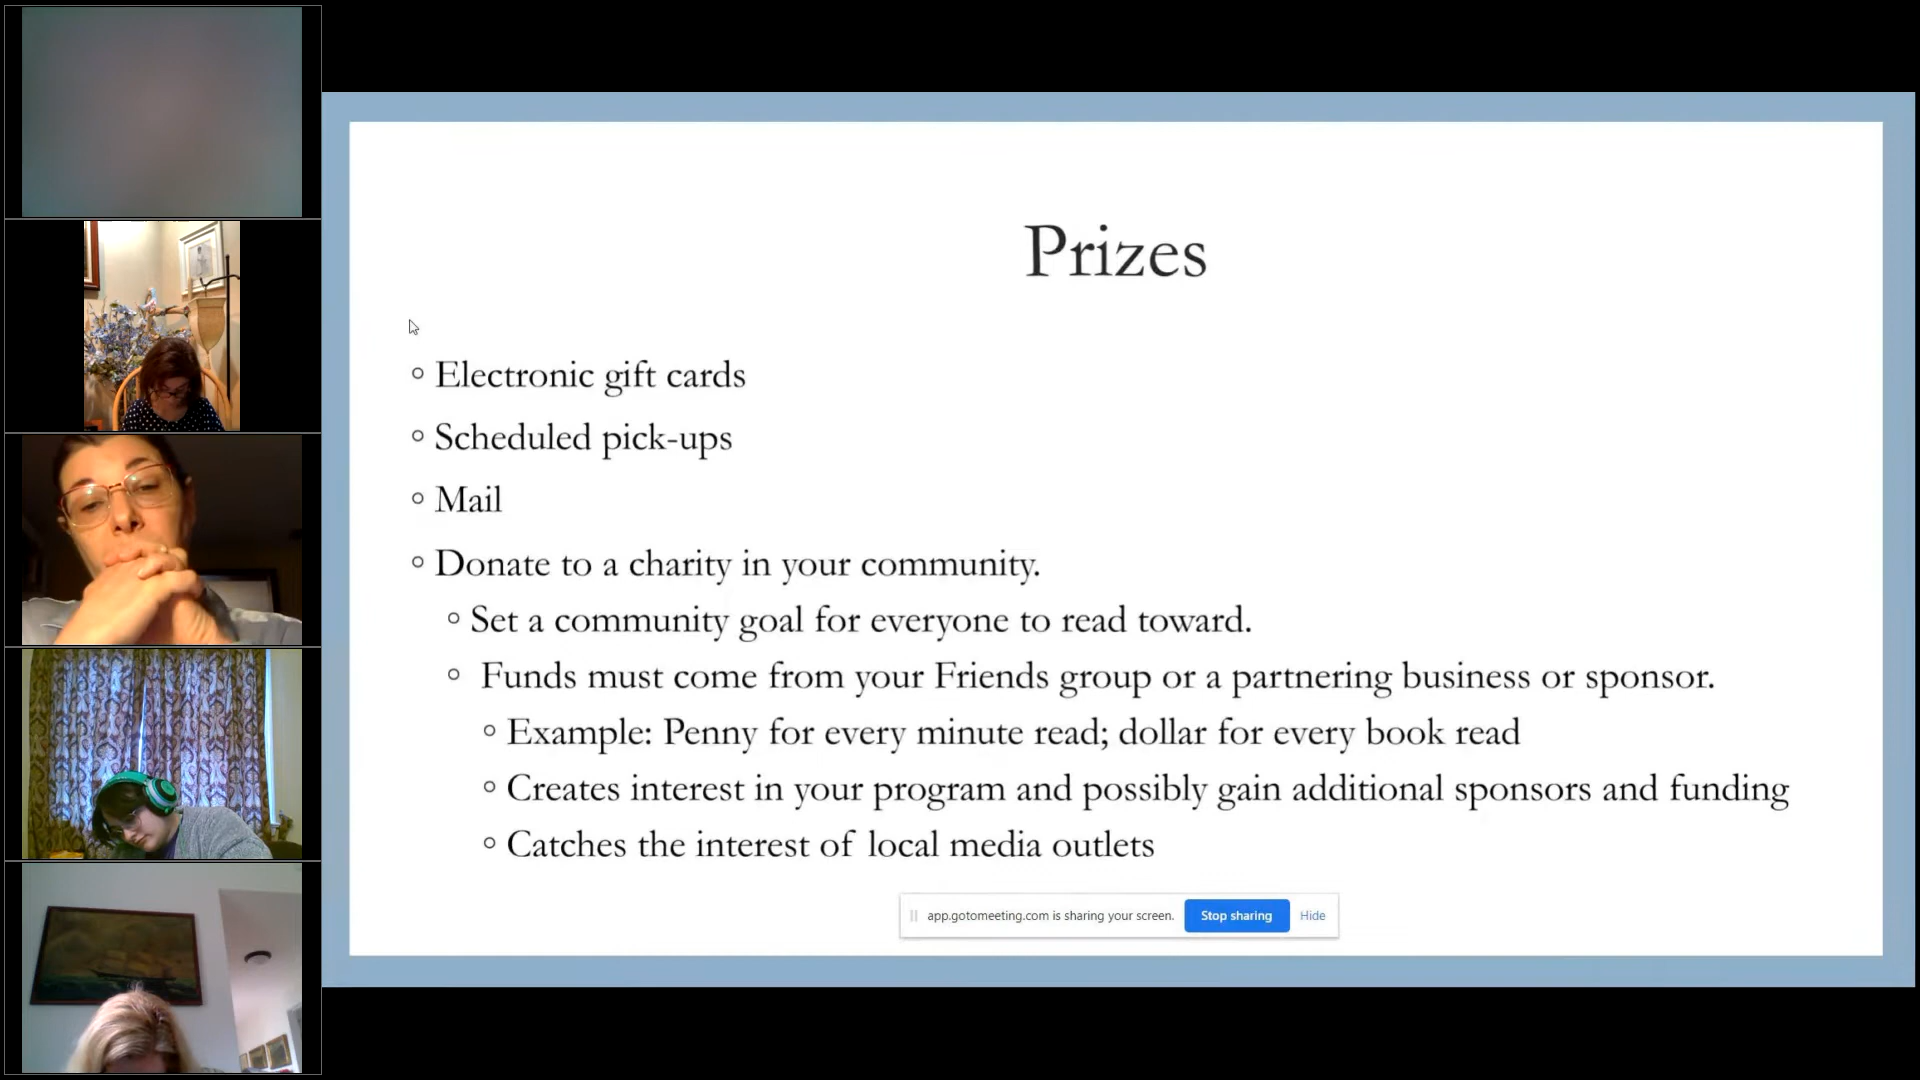 Prizes
Electronic gift cards
Scheduled pick-ups
Mail
Donate to a charity in your community.
Set a community goal for everyone to read toward.
Funds must come from your Friends group or a partnering business or sponsor.
Example: Penny for every minute read; dollar for every book read
Creates interest in your program and possibly gain additional sponsors and funding
Catches the interest of local media outlets
app.gotomeeting.com is sharing your screen. Stop sharing Hide